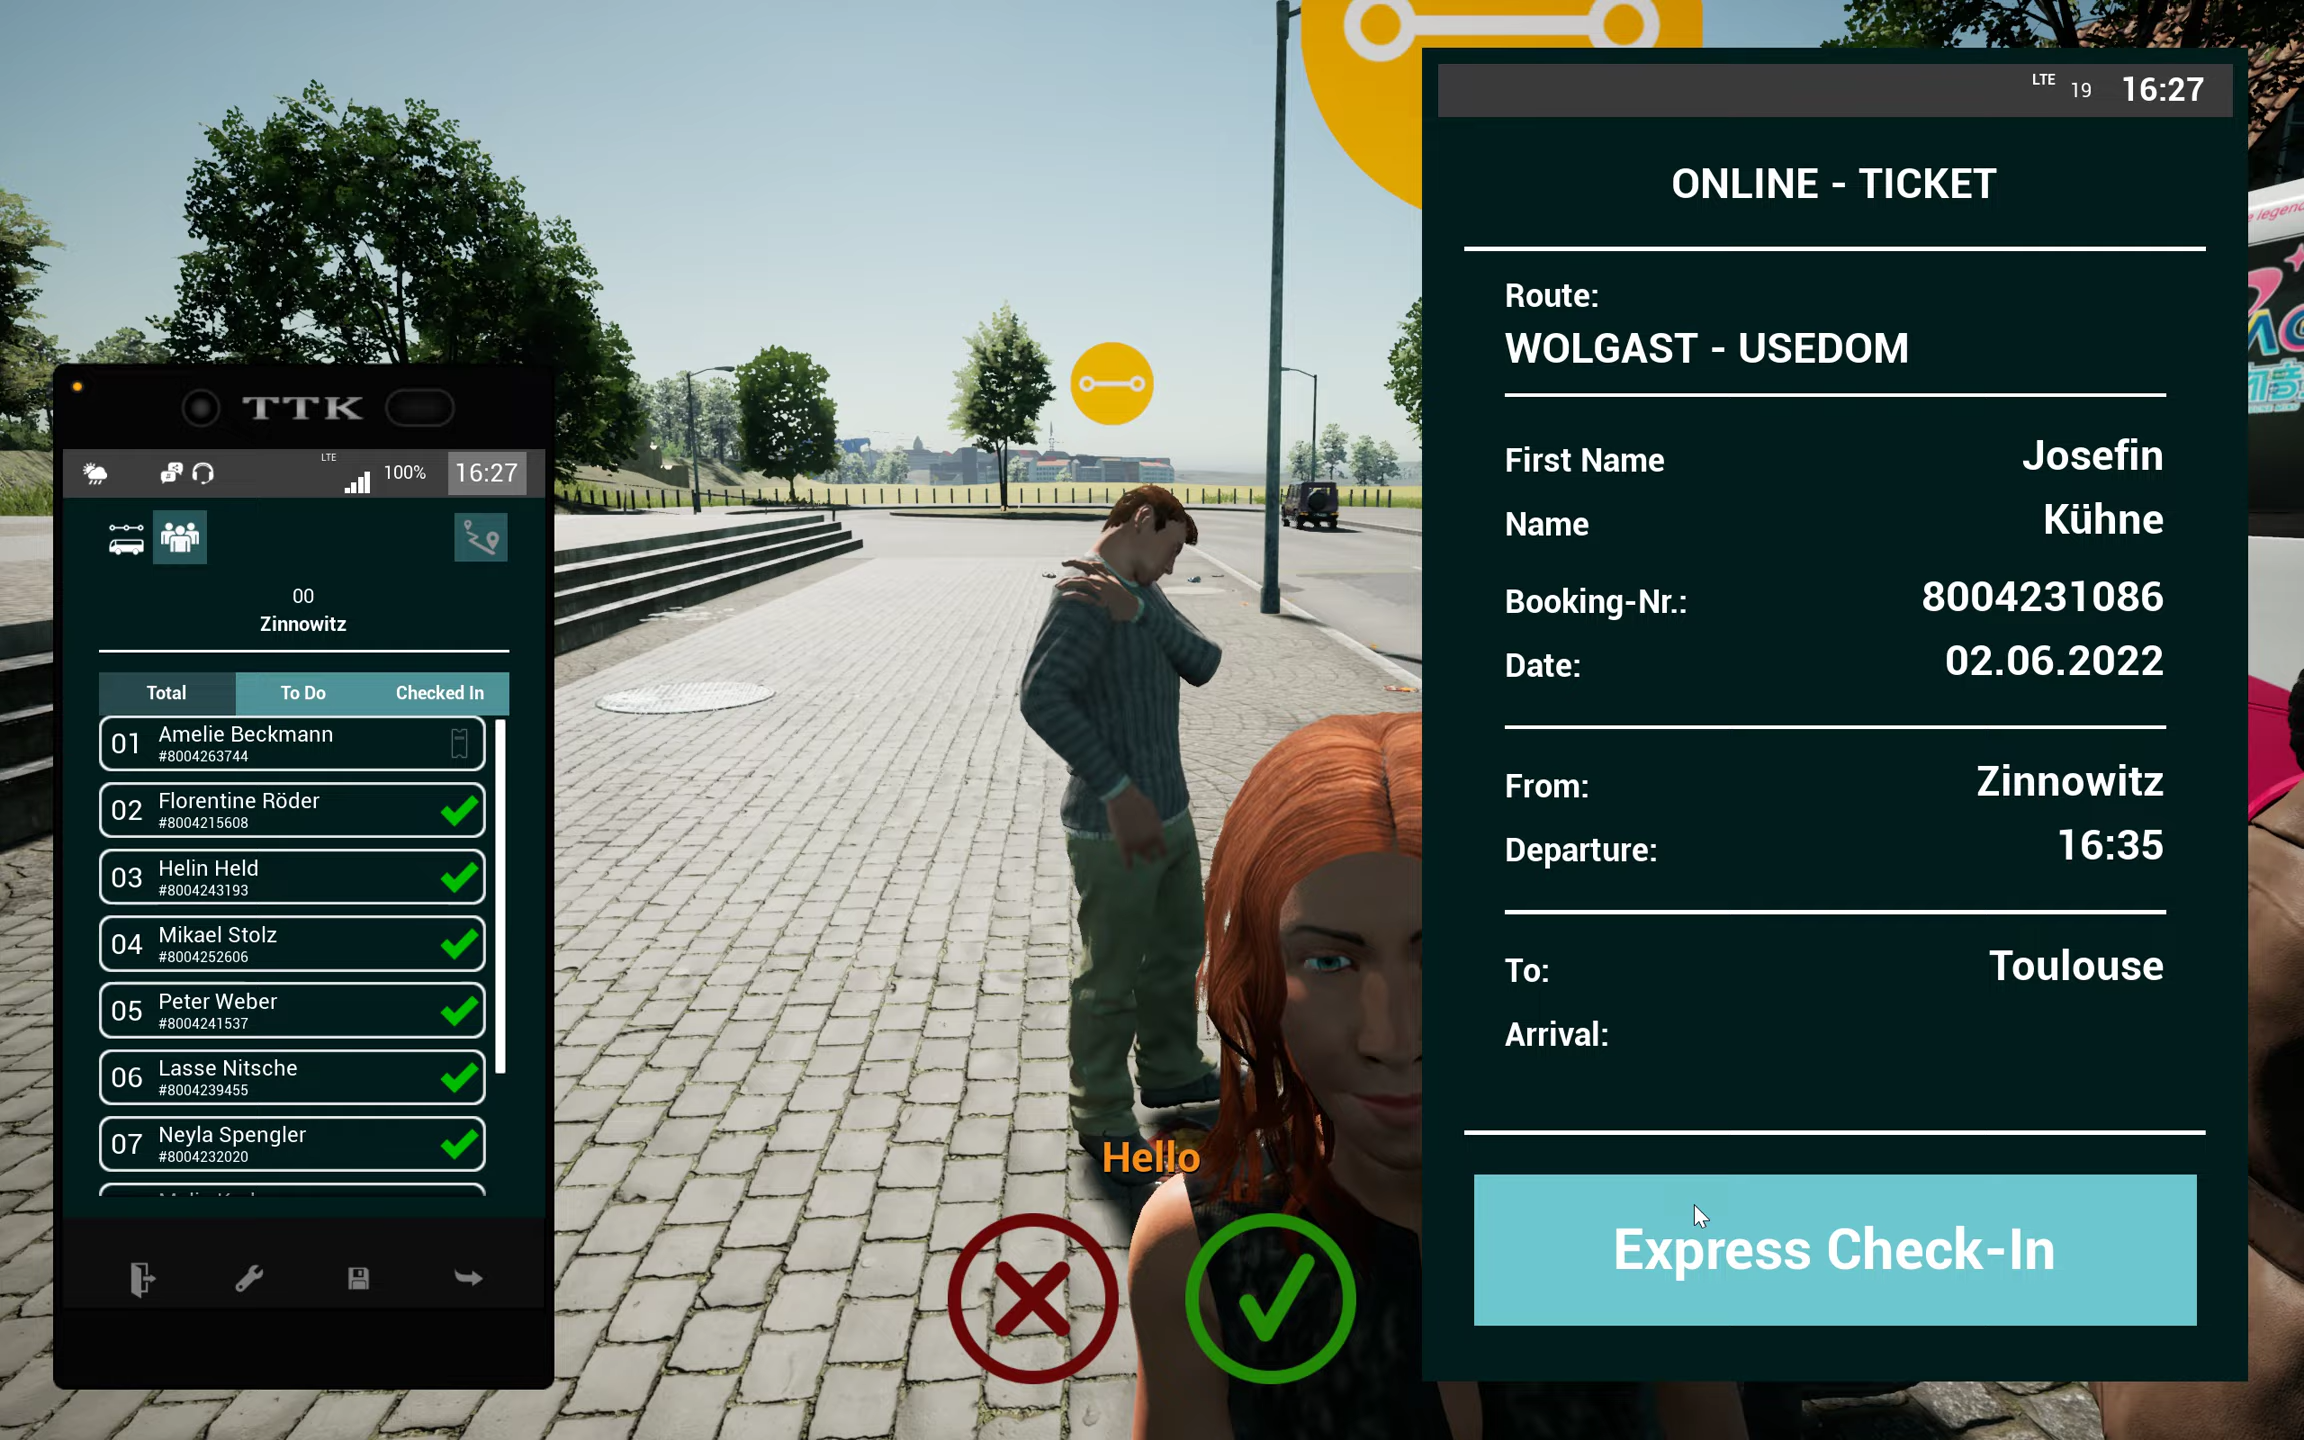 TTK
LTE
100%
16:27
00
Zinnowitz
Total
To Do
Checked In
01
Amelie Beckmann
#8004263744
02
Florentine Röder
#8004215608
03
Helin Held
#8004243193
04
Mikael Stolz
#8004252606
05
Peter Weber
#8004241537
06
Lasse Nitsche
#8004239455
07
Neyla Spengler
#8004232020
Hello
LTE 19 16:27
ONLINE - TICKET
Route:
WOLGAST - USEDOM
First Name Josefin
Name Kühne
Booking-Nr.: 8004231086
Date: 02.06.2022
From: Zinnowitz
Departure: 16:35
To: Toulouse
Arrival:
Express Check-In